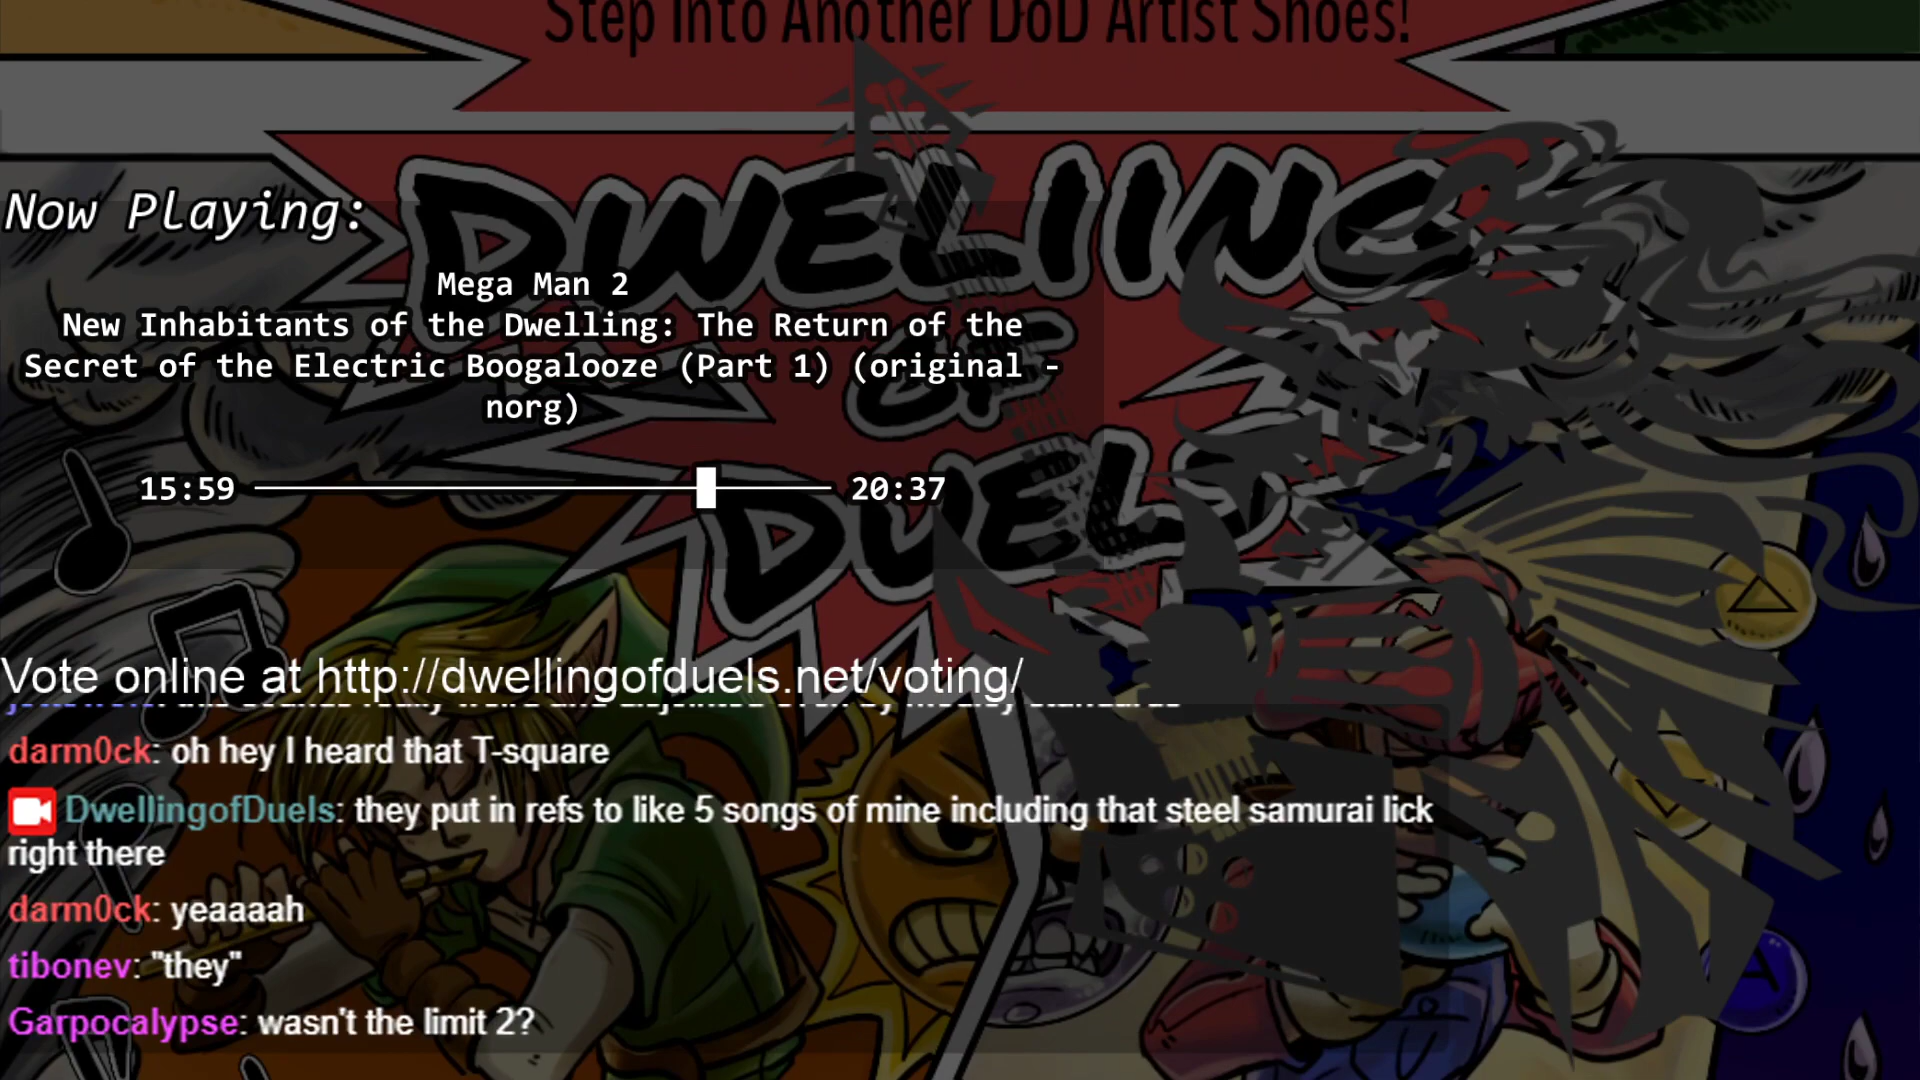 Step Into Another DoD Artist Shoes!
DWELLING
OF
DUELS
Now Playing:
Mega Man 2
New Inhabitants of the Dwelling: The Return of the
Secret of the Electric Boogalooze (Part 1) (original -
norg)
15:59 20:37
Vote online at http://dwellingofduels.net/voting/
darm0ck: oh hey I heard that T-square
DwellingofDuels: they put in refs to like 5 songs of mine including that steel samurai lick
right there
darm0ck: yeaaaah
tibonev: "they"
Garpocalypse: wasn't the limit 2?
A